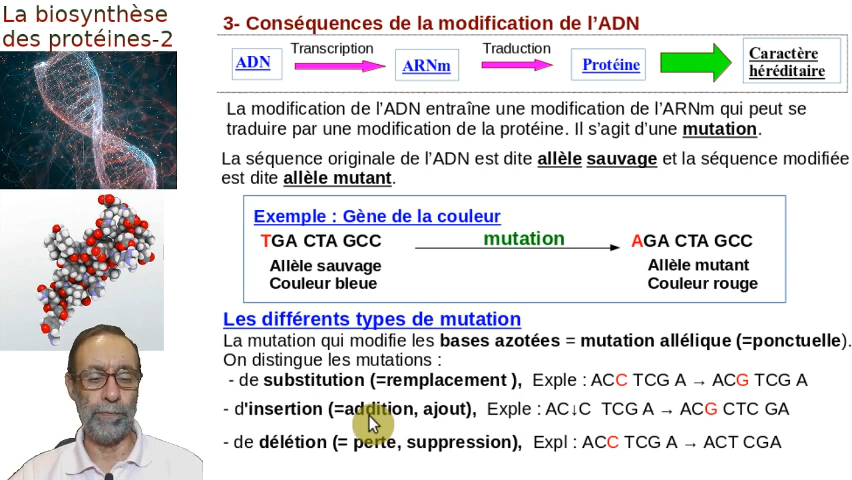 La biosynthèse
des protéines-2
3- Conséquences de la modification de l'ADN
ADN Transcription ARNm Traduction Protéine Caractère
héréditaire
La modification de l'ADN entraîne une modification de l'ARNm qui peut se
traduire par une modification de la protéine. Il s'agit d'une mutation.
La séquence originale de l'ADN est dite allèle sauvage et la séquence modifiée
est dite allèle mutant.
Exemple : Gène de la couleur
TGA CTA GCC mutation AGA CTA GCC
Allèle sauvage Allèle mutant
Couleur bleue Couleur rouge
Les différents types de mutation
La mutation qui modifie les bases azotées = mutation allélique (=ponctuelle).
On distingue les mutations :
- de substitution (=remplacement ), Exple : ACC TCG A → ACG TCG A
- d'insertion (=addition, ajout), Exple : AC↓C TCG A → ACG CTC GA
- de délétion (= perte, suppression), Expl : ACC TCG A → ACT CGA